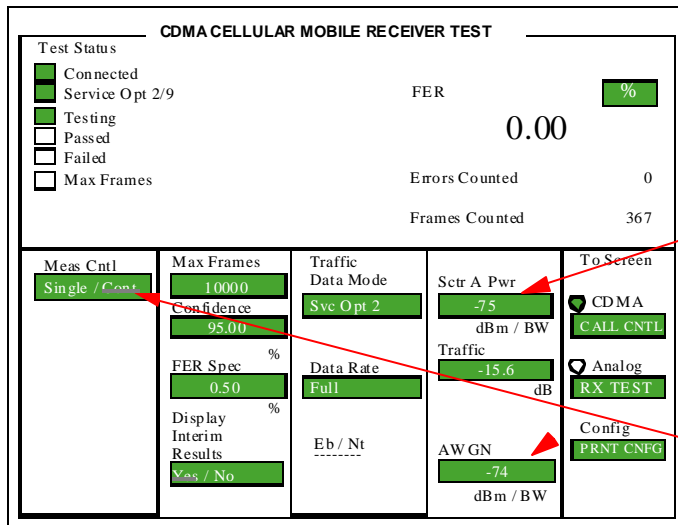 CDMA CELLULAR MOBILE RECEIVER TEST
Test Status
Connected
Service Opt 2/9
Testing
Passed
Failed
Max Frames
FER
%
0.00
Errors Counted 0
Frames Counted 367
Meas Cntl
Single / Cont
Max Frames
10000
Confidence
95.00
%
FER Spec
0.50
%
Display
Interim
Results
Yes / No
Traffic
Data Mode
Svc Opt 2
Data Rate
Full
Eb / Nt
--------
Sctr A Pwr
-75
dBm / BW
Traffic
-15.6
dB
AWGN
-74
dBm / BW
To Screen
CDMA
CALL CNTL
Analog
RX TEST
Config
PRNT CNFG